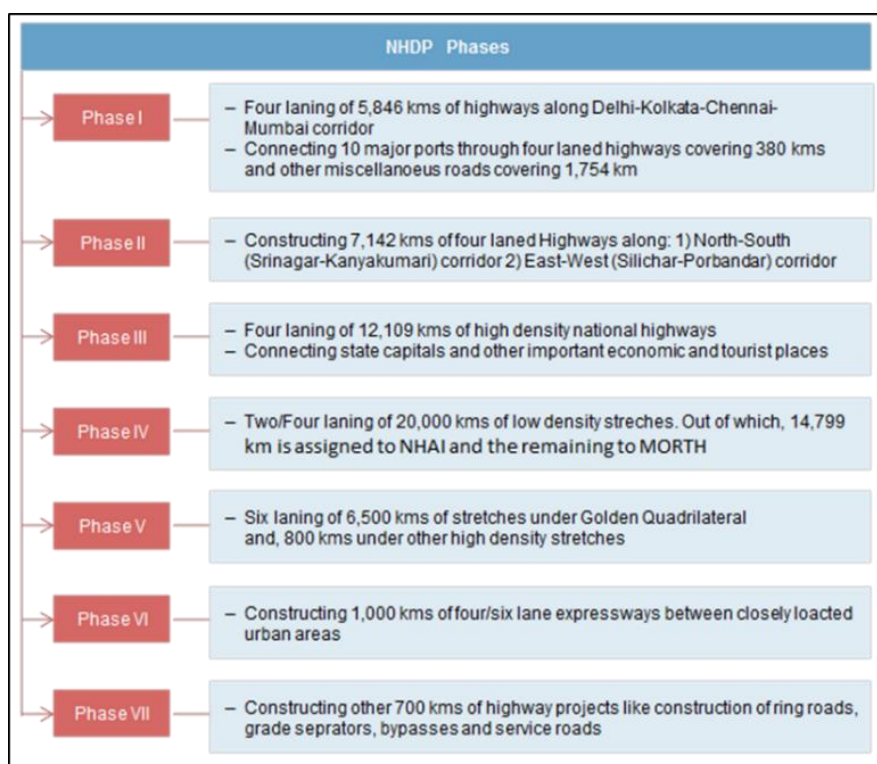 NHDP Phases
Phase I
– Four laning of 5,846 kms of highways along Delhi-Kolkata-Chennai-
Mumbai corridor
– Connecting 10 major ports through four laned highways covering 380 kms
and other miscellanoeus roads covering 1,754 km
Phase II
– Constructing 7,142 kms of four laned Highways along: 1) North-South
(Srinagar-Kanyakumari) corridor 2) East-West (Silichar-Porbandar) corridor
Phase III
– Four laning of 12,109 kms of high density national highways
– Connecting state capitals and other important economic and tourist places
Phase IV
– Two/Four laning of 20,000 kms of low density streches. Out of which, 14,799
km is assigned to NHAI and the remaining to MORTH
Phase V
– Six laning of 6,500 kms of stretches under Golden Quadrilateral
and, 800 kms under other high density stretches
Phase VI
– Constructing 1,000 kms of four/six lane expressways between closely loacted
urban areas
Phase VII
– Constructing other 700 kms of highway projects like construction of ring roads,
grade seprators, bypasses and service roads